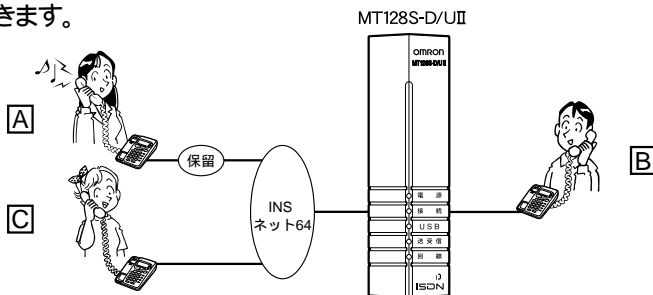 きます。
MT128S-D/UⅡ
OMRON
MT128S-D/UⅡ
A
保留
B
C
INS
ネット64
電 源
接 続
USB
送 受 信
回 線
ISDN